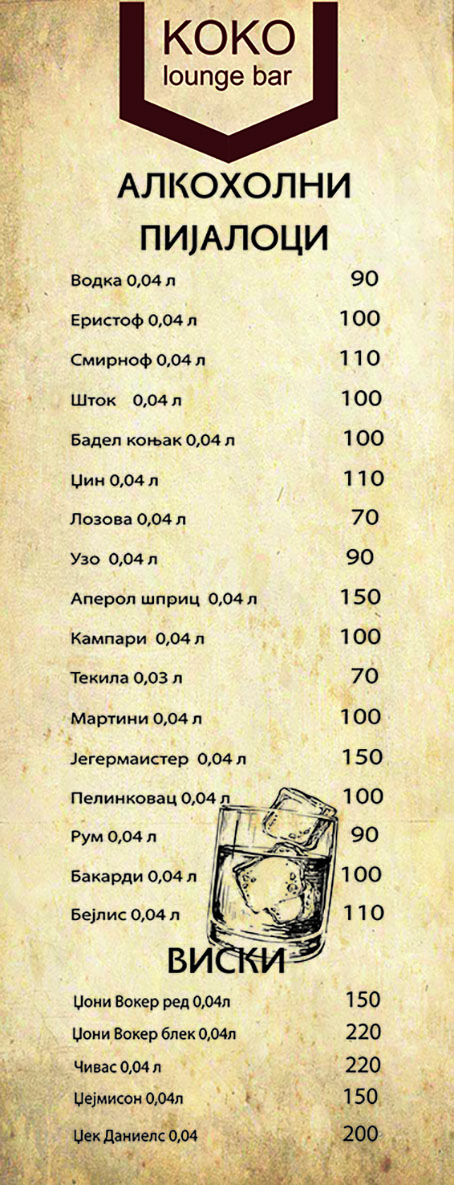 KOKO
lounge bar
АЛКОХОЛНИ
ПИЈАЛОЦИ
Водка 0,04 л 90
Еристоф 0,04 л 100
Смирноф 0,04 л 110
Шток 0,04 л 100
Бадел коњак 0,04 л 100
Џин 0,04 л 110
Лозова 0,04 л 70
Узо 0,04 л 90
Аперол шприц 0,04 л 150
Кампари 0,04 л 100
Текила 0,03 л 70
Мартини 0,04 л 100
Јегермаистер 0,04 л 150
Пелинковац 0,04 л 100
Рум 0,04 л 90
Бакарди 0,04 л 100
Бејлис 0,04 л 110
ВИСКИ
Џони Вокер ред 0,04л 150
Џони Вокер блек 0,04л 220
Чивас 0,04 л 220
Џејмисон 0,04л 150
Џек Даниелс 0,04 200